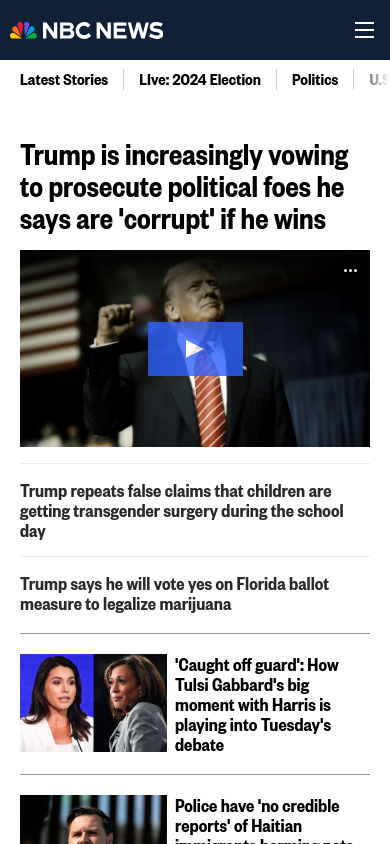 NBC NEWS
Latest Stories
LIve: 2024 Election
Politics
Trump is increasingly vowing
to prosecute political foes he
says are 'corrupt' if he wins
Trump repeats false claims that children are
getting transgender surgery during the school
day
Trump says he will vote yes on Florida ballot
measure to legalize marijuana
'Caught off guard': How
Tulsi Gabbard's big
moment with Harris is
playing into Tuesday's
debate
Police have 'no credible
reports' of Haitian